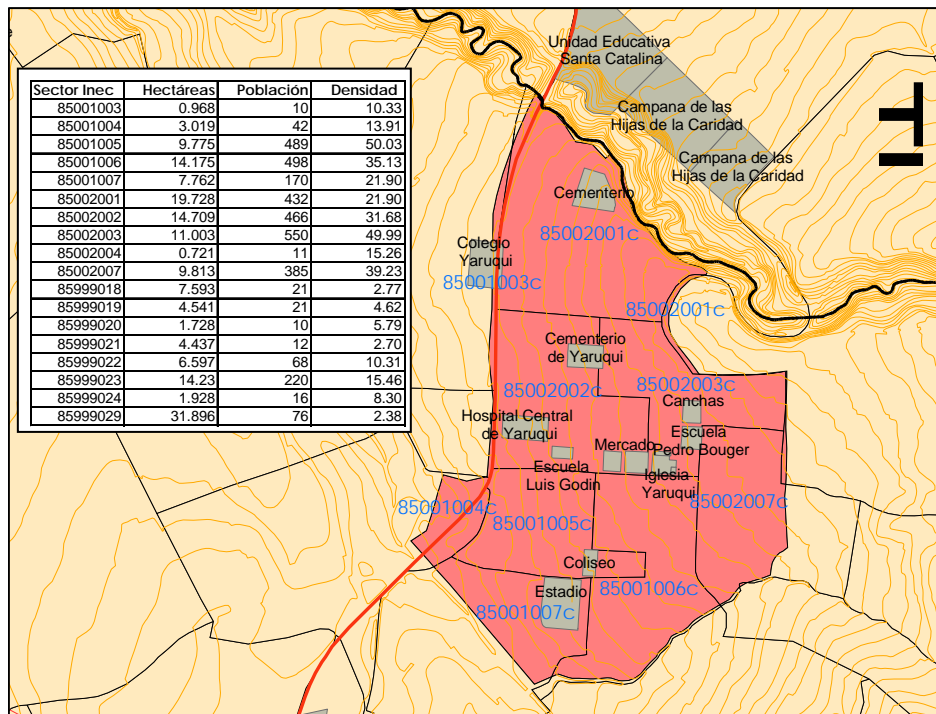 Unidad Educativa
Santa Catalina
Campana de las
Hijas de la Caridad
Campana de las
Hijas de la Caridad
Sector Inec Hectáreas Población Densidad
85001003 0.968 10 10.33
85001004 3.019 42 13.91
85001005 9.775 489 50.03
85001006 14.175 498 35.13
85001007 7.762 170 21.90
85002001 19.728 432 21.90
85002002 14.709 466 31.68
85002003 11.003 550 49.99
85002004 0.721 11 15.26
85002007 9.813 385 39.23
85999018 7.593 21 2.77
85999019 4.541 21 4.62
85999020 1.728 10 5.79
85999021 4.437 12 2.70
85999022 6.597 68 10.31
85999023 14.23 220 15.46
85999024 1.928 16 8.30
85999029 31.896 76 2.38
Cementerio
85002001c
Colegio
Yaruqui
85001003c
85002001c
Cementerio
de Yaruqui
85002002c
85002003c
Canchas
Hospital Central
de Yaruqui
Escuela
Pedro Bouger
Mercado
Escuela
Luis Godin
Iglesia
Yaruqui
85002007c
85001004c
85001005c
Coliseo
Estadio
85001006c
85001007c